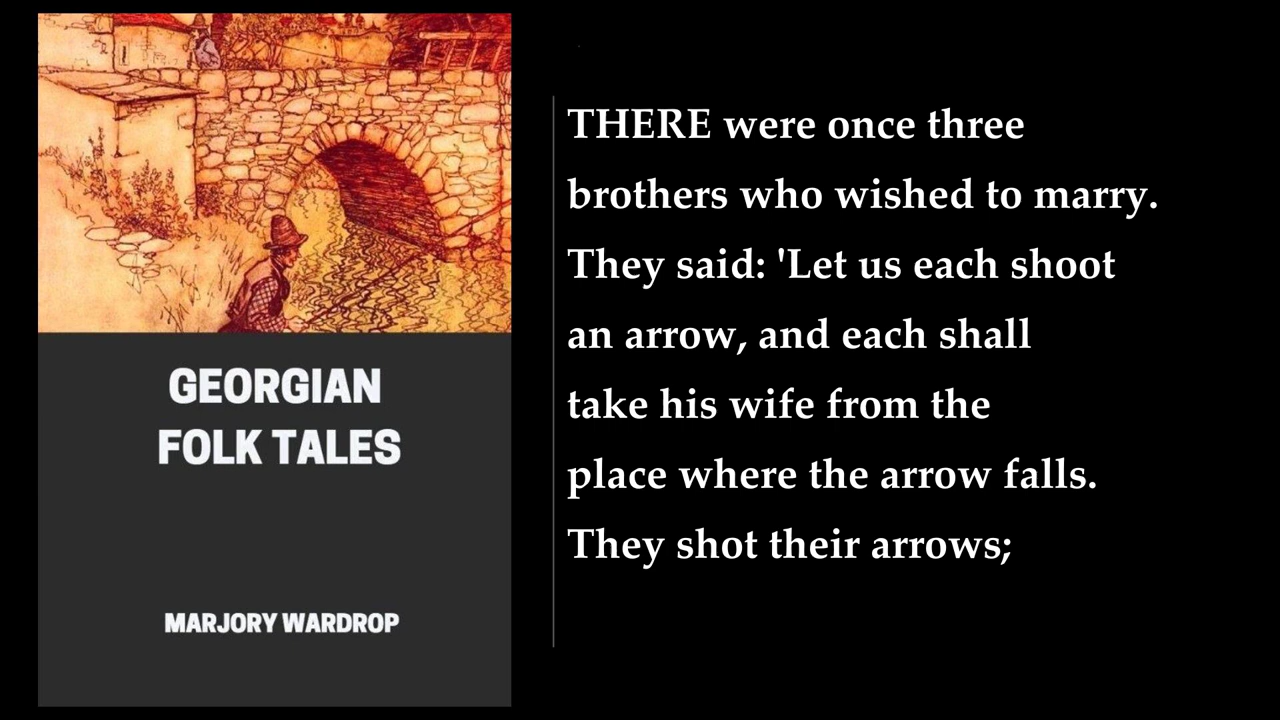 GEORGIAN
FOLK TALES
MARJORY WARDROP
THERE were once three
brothers who wished to marry.
They said: 'Let us each shoot
an arrow, and each shall
take his wife from the
place where the arrow falls.
They shot their arrows;